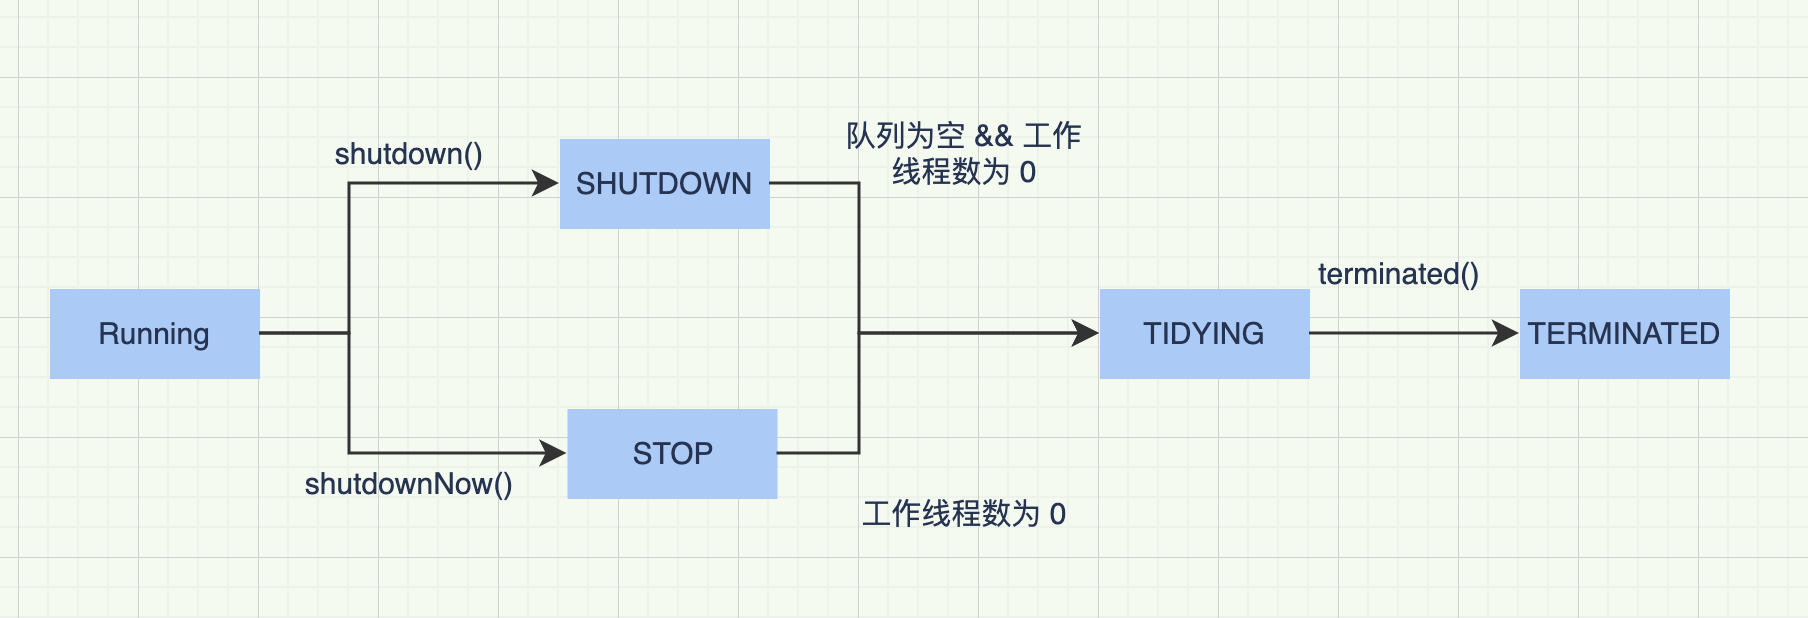 shutdown()
SHUTDOWN
队列为空 && 工作
线程数为 0
Running
shutdownNow()
STOP
工作线程数为 0
TIDYING
terminated()
TERMINATED